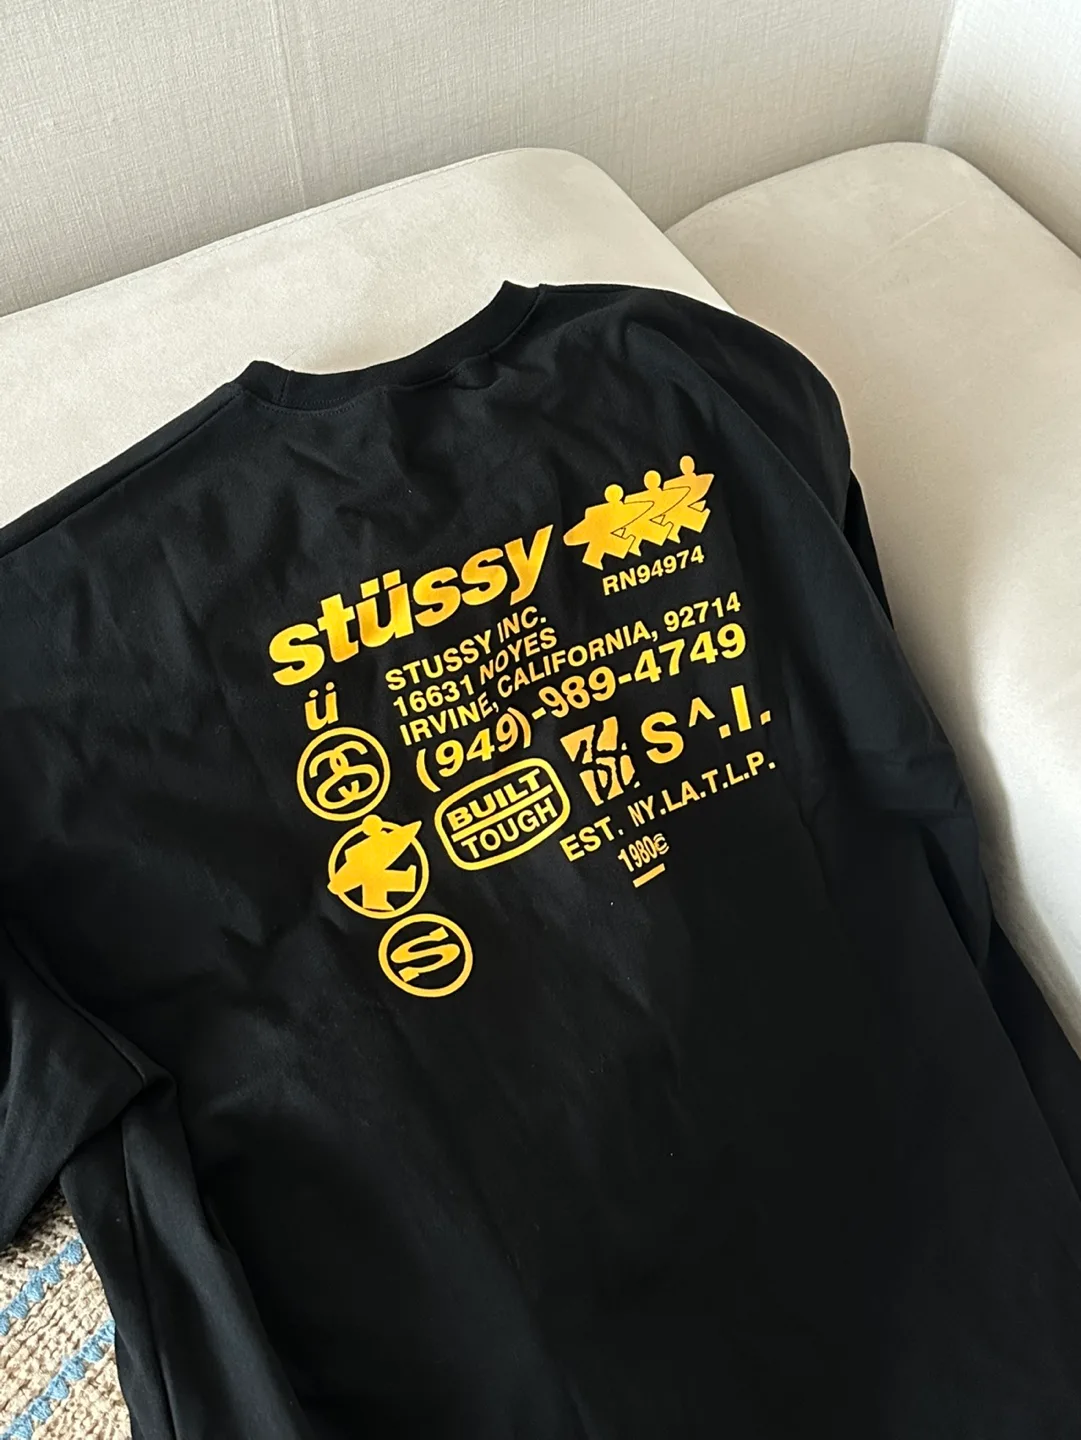 stüssy
RN94974
STUSSY INC.
16631 NOYES
IRVINE, CALIFORNIA, 92714
(949)-989-4749
ü
S^.I.
BUILT
TOUGH
EST. NY.LA.T.L.P.
1980€
S